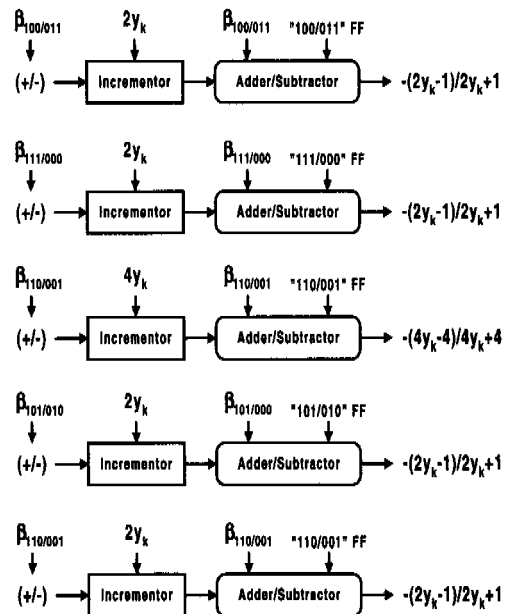 β100/011 2yk β100/011 "100/011" FF
(+/-) Incrementor Adder/Subtractor -(2yk-1)/2yk+1
β111/000 2yk β111/000 "111/000" FF
(+/-) Incrementor Adder/Subtractor -(2yk-1)/2yk+1
β110/001 4yk β110/001 "110/001" FF
(+/-) Incrementor Adder/Subtractor -(4yk-4)/4yk+4
β101/010 2yk β101/000 "101/010" FF
(+/-) Incrementor Adder/Subtractor -(2yk-1)/2yk+1
β110/001 2yk β110/001 "110/001" FF
(+/-) Incrementor Adder/Subtractor -(2yk-1)/2yk+1